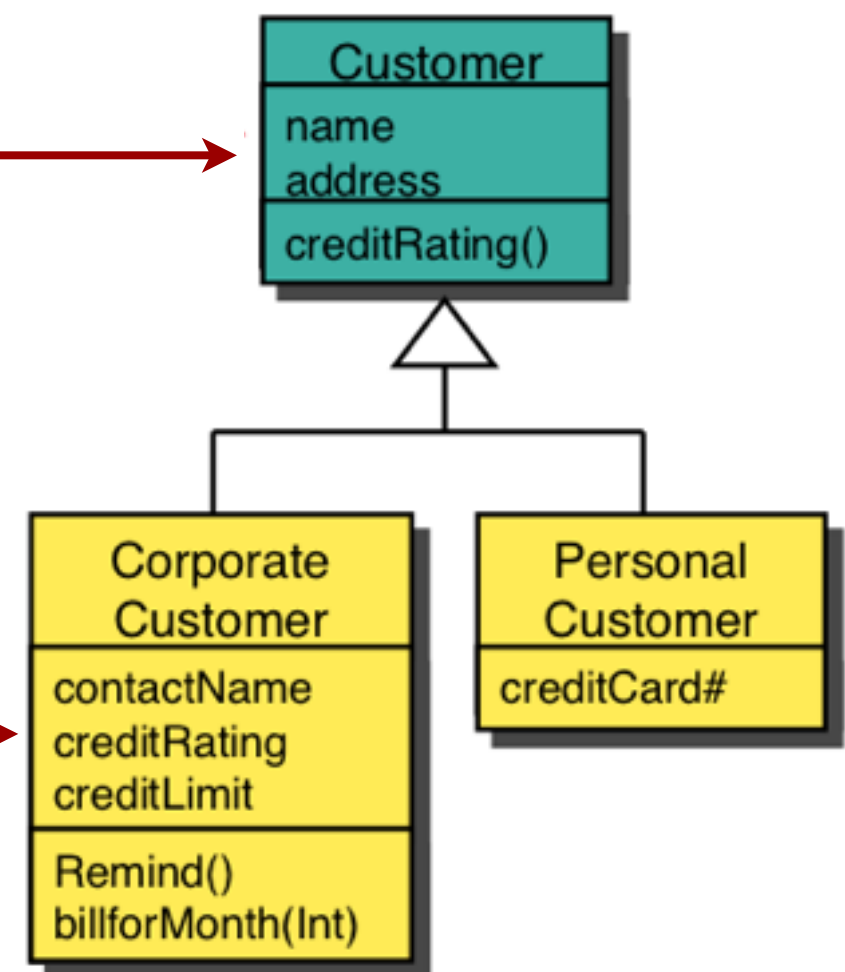 Customer
name
address
creditRating()
Corporate
Customer
contactName
creditRating
creditLimit
Remind()
billforMonth(Int)
Personal
Customer
creditCard#